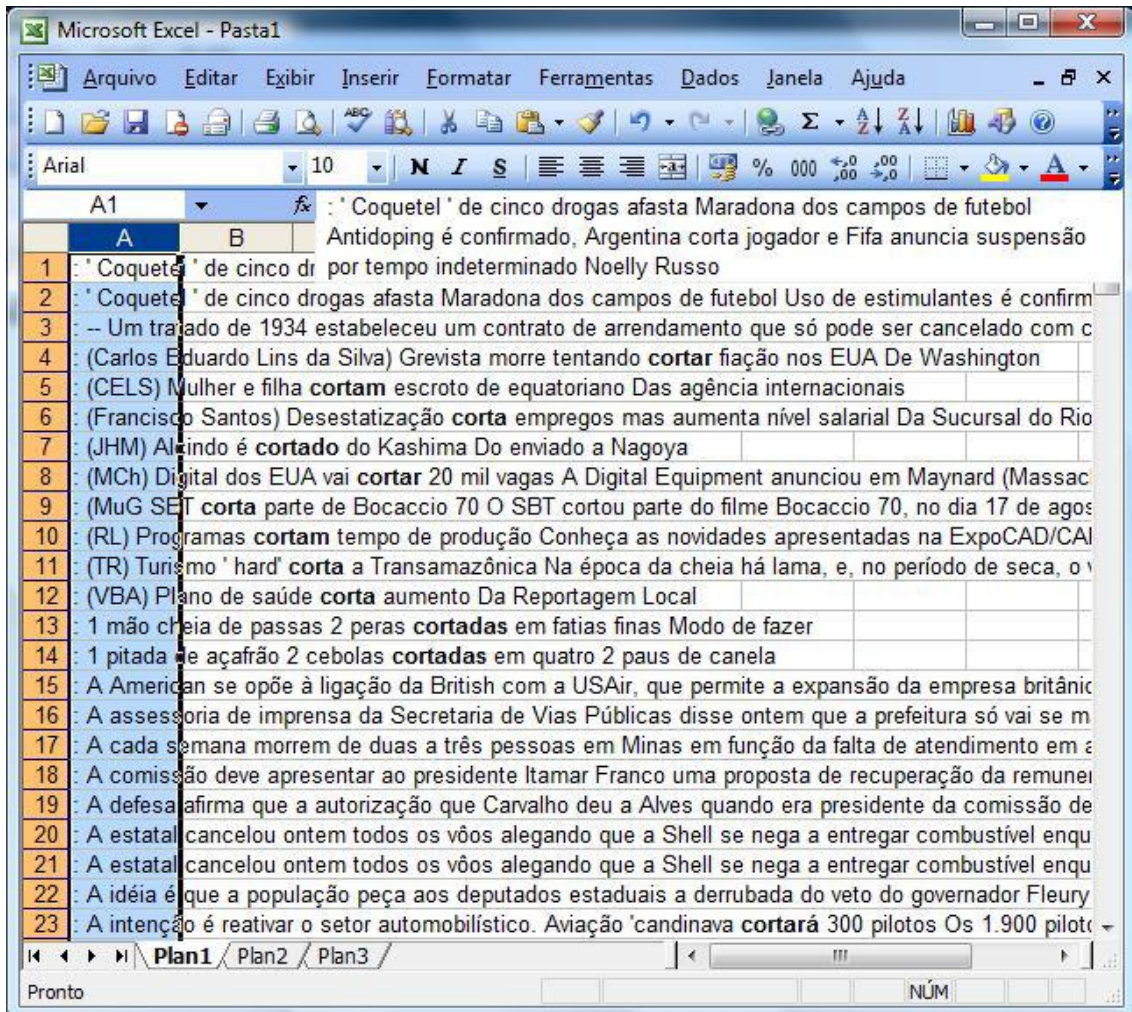 Microsoft Excel - Pasta1
Arquivo Editar Exibir Inserir Formatar Ferramentas Dados Janela Ajuda
ABC Σ
Arial 10 N I S % 000
A1 fx : ' Coquetel ' de cinco drogas afasta Maradona dos campos de futebol
Antidoping é confirmado, Argentina corta jogador e Fifa anuncia suspensão
por tempo indeterminado Noelly Russo
A B
1 : ' Coquetel ' de cinco dr
2 : ' Coquetel ' de cinco drogas afasta Maradona dos campos de futebol Uso de estimulantes é confirm
3 : -- Um tratado de 1934 estabeleceu um contrato de arrendamento que só pode ser cancelado com c
4 : (Carlos Eduardo Lins da Silva) Grevista morre tentando cortar fiação nos EUA De Washington
5 : (CELS) Mulher e filha cortam escroto de equatoriano Das agência internacionais
6 : (Francisco Santos) Desestatização corta empregos mas aumenta nível salarial Da Sucursal do Rio
7 : (JHM) Alcindo é cortado do Kashima Do enviado a Nagoya
8 : (MCh) Digital dos EUA vai cortar 20 mil vagas A Digital Equipment anunciou em Maynard (Massac
9 : (MuG SET corta parte de Bocaccio 70 O SBT cortou parte do filme Bocaccio 70, no dia 17 de agos
10 : (RL) Programas cortam tempo de produção Conheça as novidades apresentadas na ExpoCAD/CA
11 : (TR) Turismo ' hard' corta a Transamazônica Na época da cheia há lama, e, no período de seca, o v
12 : (VBA) Plano de saúde corta aumento Da Reportagem Local
13 : 1 mão cheia de passas 2 peras cortadas em fatias finas Modo de fazer
14 : 1 pitada de açafrão 2 cebolas cortadas em quatro 2 paus de canela
15 : A American se opõe à ligação da British com a USAir, que permite a expansão da empresa britânic
16 : A assessoria de imprensa da Secretaria de Vias Públicas disse ontem que a prefeitura só vai se m
17 : A cada semana morrem de duas a três pessoas em Minas em função da falta de atendimento em a
18 : A comissão deve apresentar ao presidente Itamar Franco uma proposta de recuperação da remuner
19 : A defesa afirma que a autorização que Carvalho deu a Alves quando era presidente da comissão de
20 : A estatal cancelou ontem todos os vôos alegando que a Shell se nega a entregar combustível enqu
21 : A estatal cancelou ontem todos os vôos alegando que a Shell se nega a entregar combustível enqu
22 : A idéia é que a população peça aos deputados estaduais a derrubada do veto do governador Fleury
23 : A intenção é reativar o setor automobilístico. Aviação 'candinava cortará 300 pilotos Os 1.900 piloto
Plan1 Plan2 Plan3
Pronto NÚM